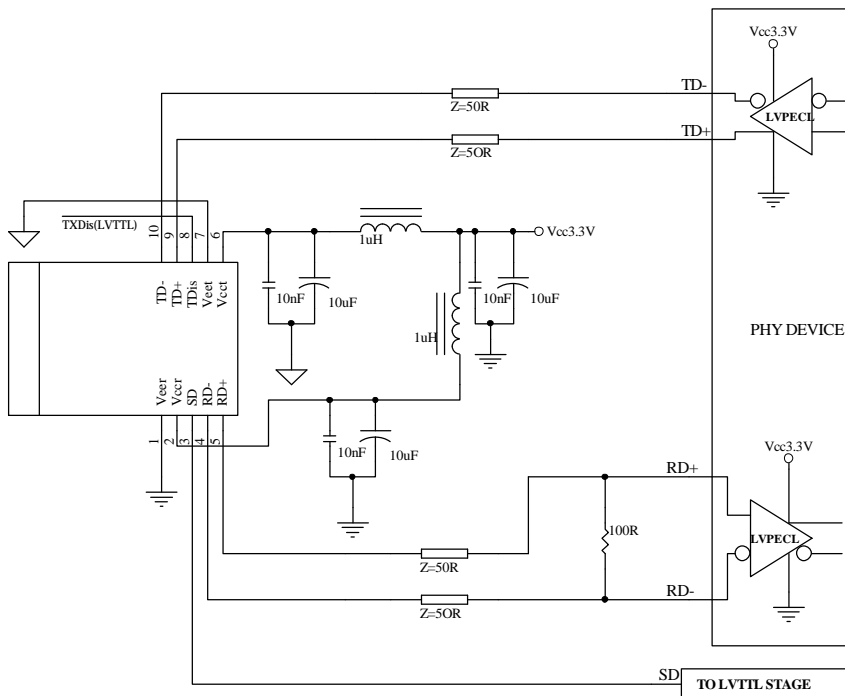 Vcc3.3V
TD-
Z=50R
LVPECL
TD+
Z=5OR
TXDis(LVTTL)
10
9
8
7
6
1uH
Vcc3.3V
TD-
TD+
TDis
Veet
Vcct
10nF
10uF
10nF
10uF
1uH
PHY DEVICE
Veer
Vccr
SD
RD-
RD+
1
2
3
4
5
10nF
10uF
Vcc3.3V
RD+
100R
LVPECL
Z=50R
RD-
Z=5OR
SD
TO LVTTL STAGE